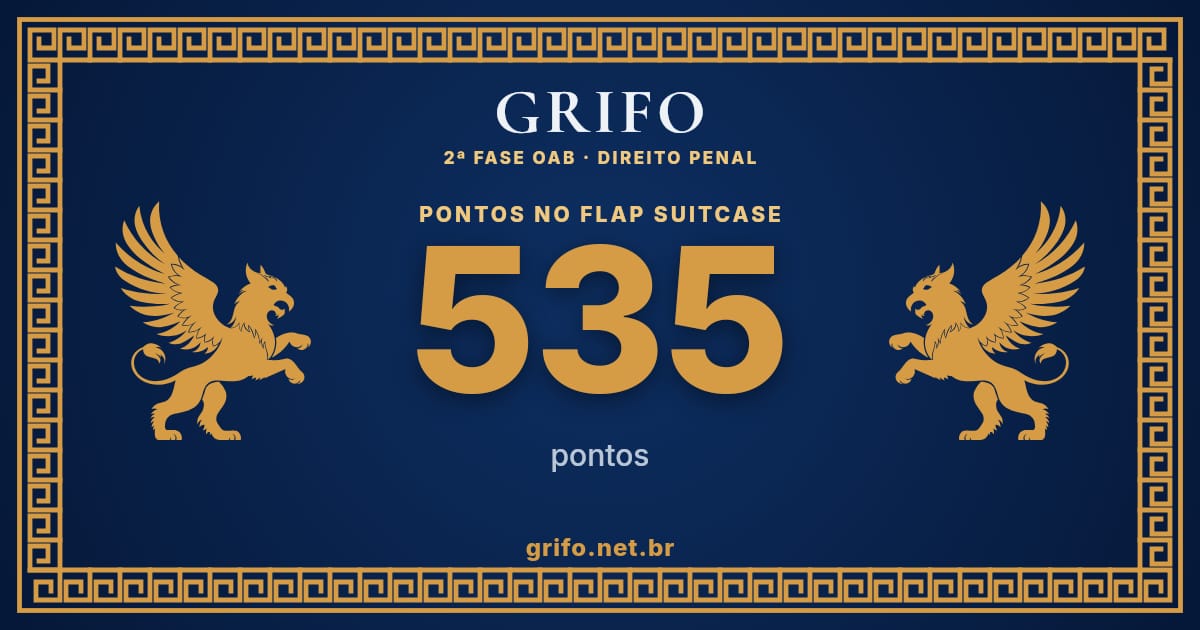 GRIFO
2ª FASE OAB · DIREITO PENAL
PONTOS NO FLAP SUITCASE
535
pontos
grifo.net.br